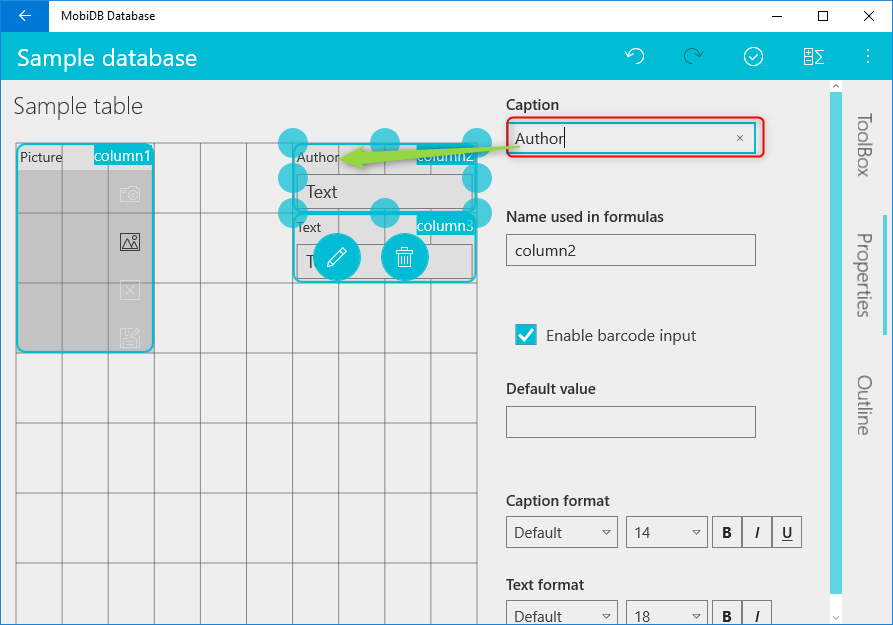 MobiDB Database
Sample database
Sample table
Picture
column1
Author
column2
Text
Text
column3
T
Caption
Author
Name used in formulas
column2
Enable barcode input
Default value
Caption format
Default
14
B
I
U
Text format
Default
18
B
I
ToolBox
Properties
Outline